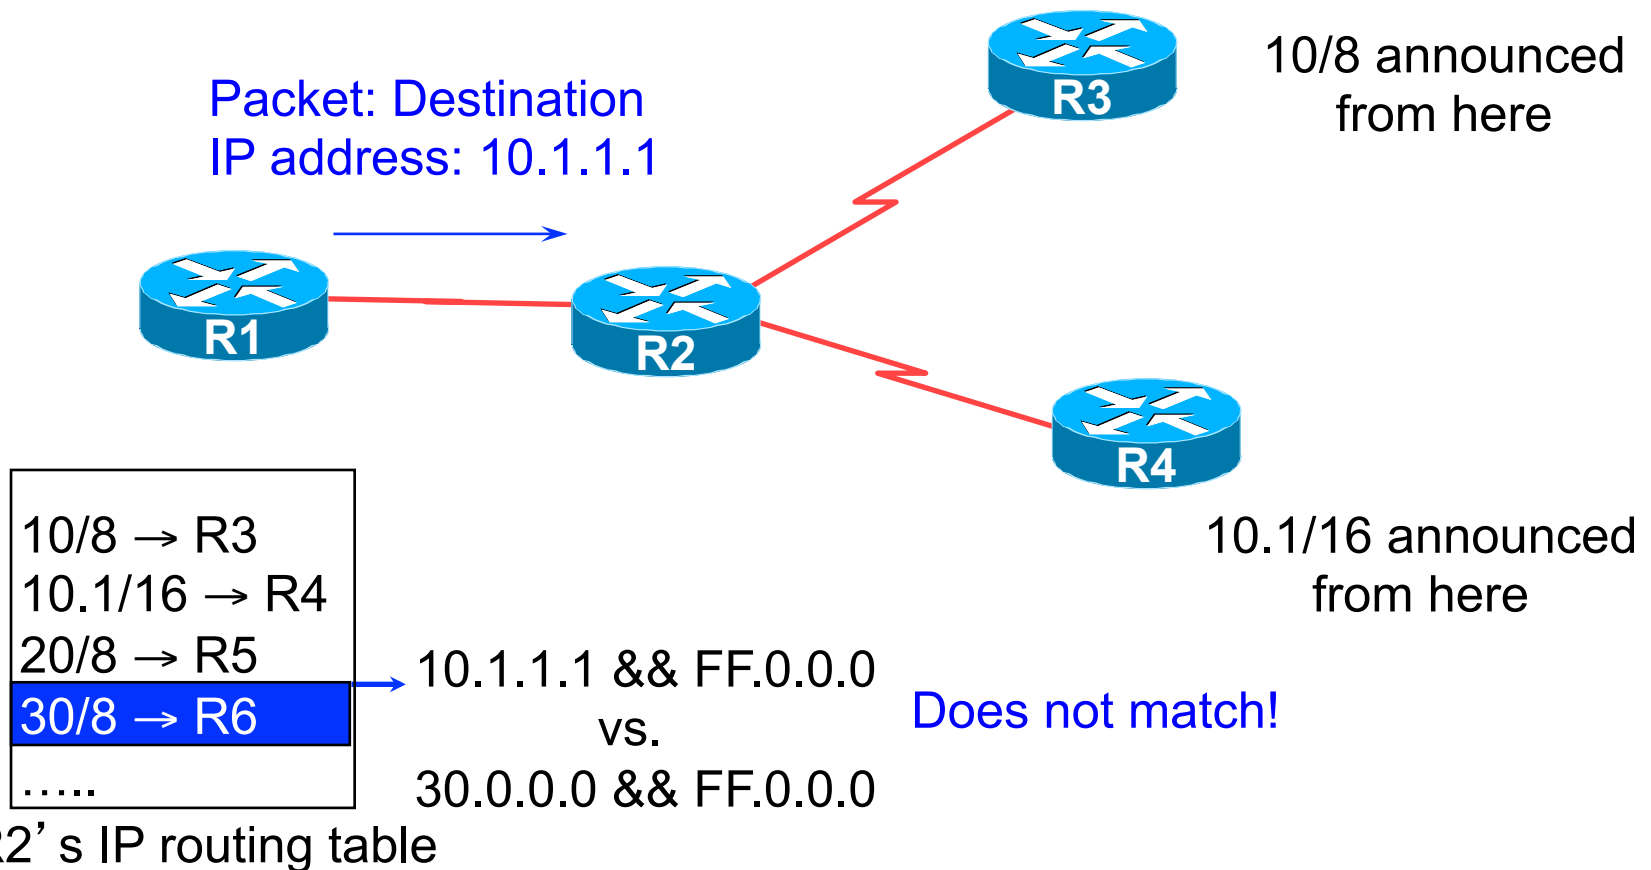 Packet: Destination
IP address: 10.1.1.1
10/8 announced
from here
R3
R1
R2
R4
10.1/16 announced
from here
10/8 → R3
10.1/16 → R4
20/8 → R5
30/8 → R6
…..
10.1.1.1 && FF.0.0.0
vs.
30.0.0.0 && FF.0.0.0
Does not match!
R2’s IP routing table